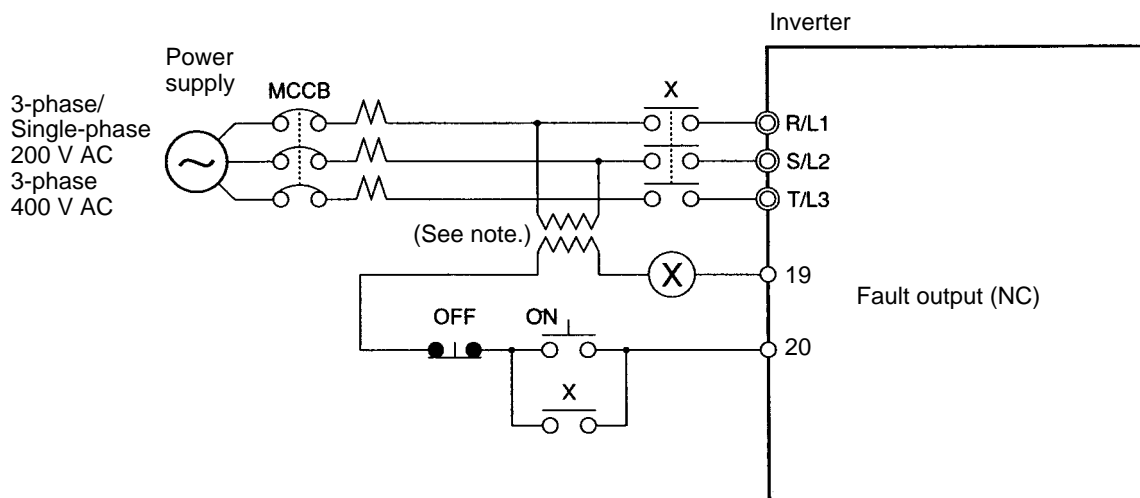 Inverter
Power
supply
3-phase/
Single-phase
200 V AC
3-phase
400 V AC
MCCB
X
R/L1
S/L2
T/L3
(See note.)
X
19
Fault output (NC)
OFF
ON
20
X